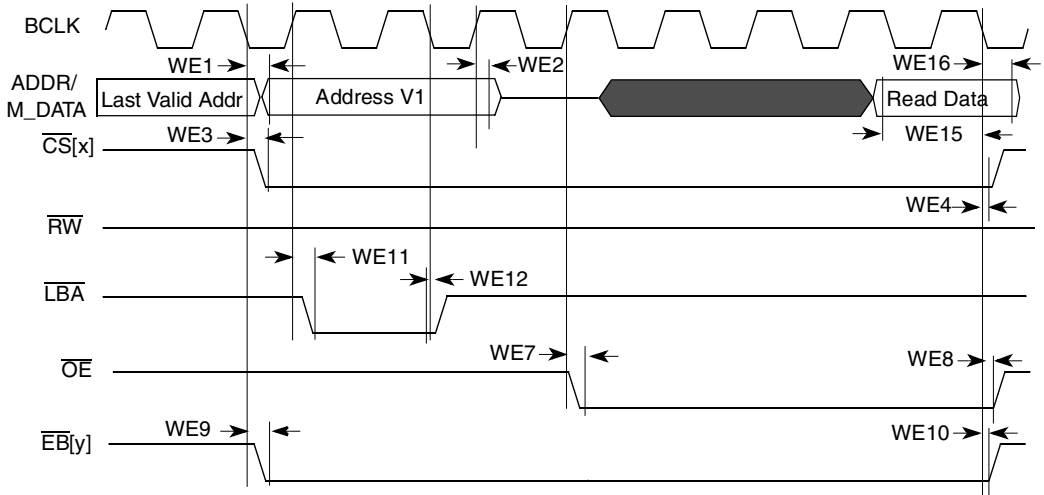 BCLK
WE1
WE2
WE16
ADDR/
M_DATA
Last Valid Addr
Address V1
Read Data
WE3
WE15
CS[x]
WE4
RW
WE11
WE12
LBA
WE7
WE8
OE
WE9
WE10
EB[y]